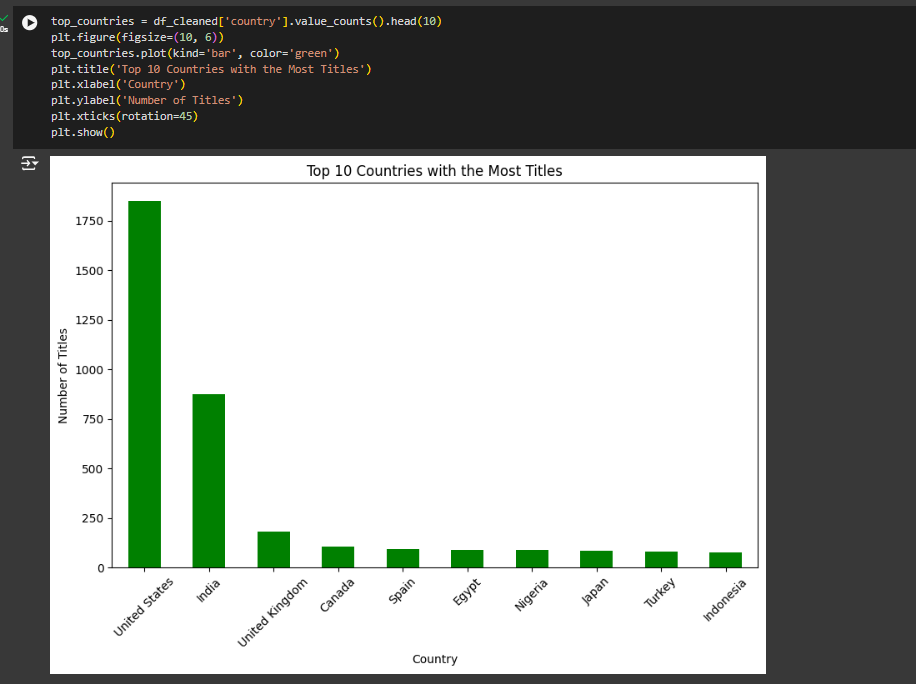 top_countries = df_cleaned['country'].value_counts().head(10)
plt.figure(figsize=(10, 6))
top_countries.plot(kind='bar', color='green')
plt.title('Top 10 Countries with the Most Titles')
plt.xlabel('Country')
plt.ylabel('Number of Titles')
plt.xticks(rotation=45)
plt.show()
0s
Top 10 Countries with the Most Titles
Number of Titles
1750
1500
1250
1000
750
500
250
0
United States
India
United Kingdom
Canada
Spain
Egypt
Nigeria
Japan
Turkey
Indonesia
Country